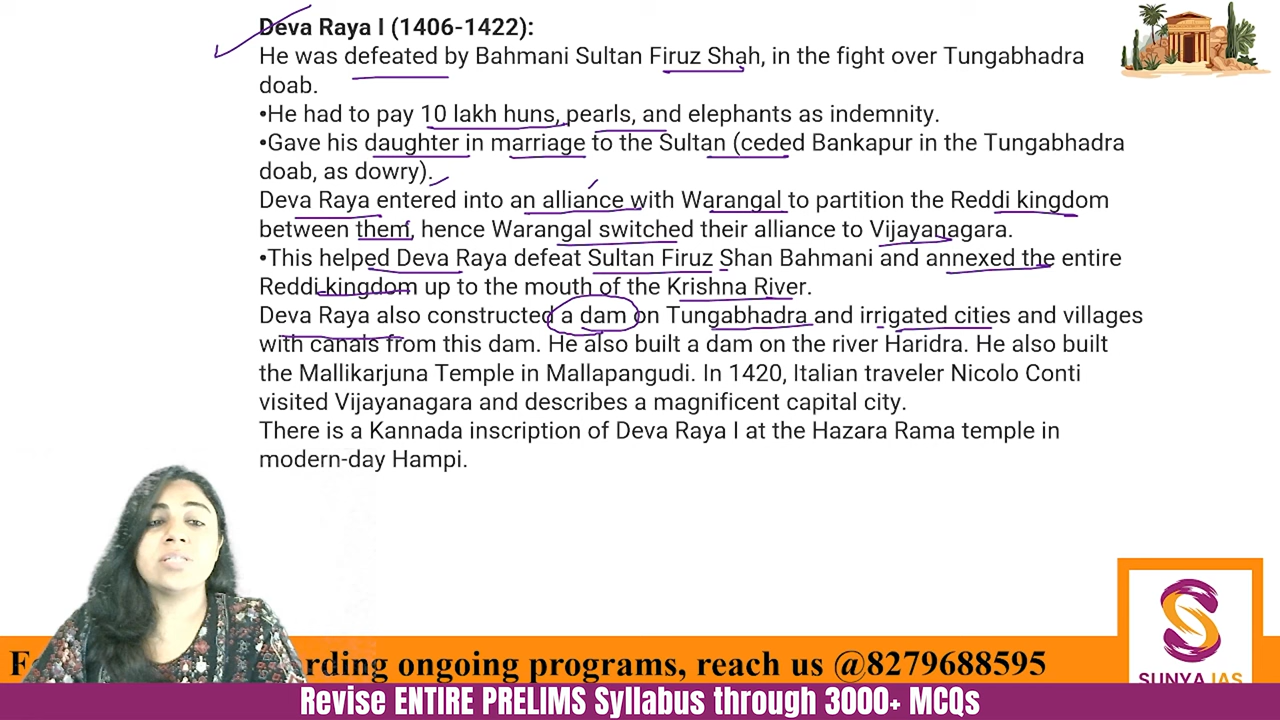 Deva Raya I (1406-1422):
He was defeated by Bahmani Sultan Firuz Shah, in the fight over Tungabhadra
doab.
•He had to pay 10 lakh huns, pearls, and elephants as indemnity.
•Gave his daughter in marriage to the Sultan (ceded Bankapur in the Tungabhadra
doab, as dowry).
Deva Raya entered into an alliance with Warangal to partition the Reddi kingdom
between them, hence Warangal switched their alliance to Vijayanagara.
•This helped Deva Raya defeat Sultan Firuz Shan Bahmani and annexed the entire
Reddi kingdom up to the mouth of the Krishna River.
Deva Raya also constructed a dam on Tungabhadra and irrigated cities and villages
with canals from this dam. He also built a dam on the river Haridra. He also built
the Mallikarjuna Temple in Mallapangudi. In 1420, Italian traveler Nicolo Conti
visited Vijayanagara and describes a magnificent capital city.
There is a Kannada inscription of Deva Raya I at the Hazara Rama temple in
modern-day Hampi.
SUNYA IAS
ongoing programs, reach us @8279688595
Revise ENTIRE PRELIMS Syllabus through 3000+ MCQs